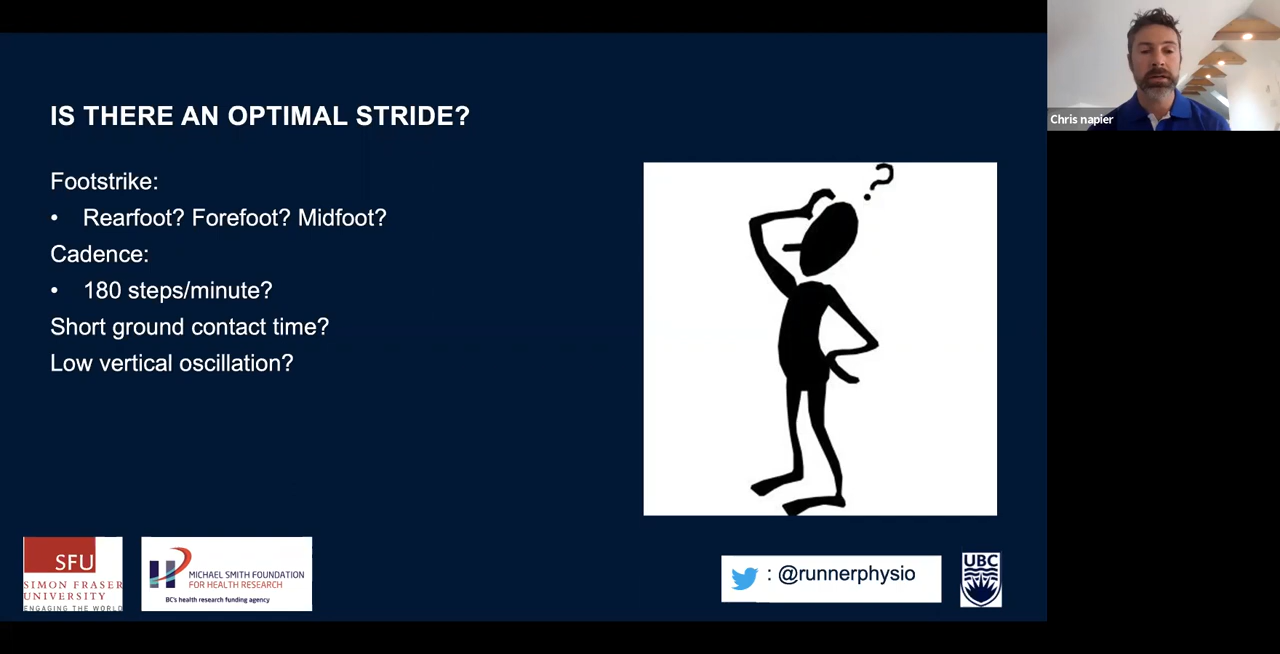 IS THERE AN OPTIMAL STRIDE?
Footstrike:
• Rearfoot? Forefoot? Midfoot?
Cadence:
• 180 steps/minute?
Short ground contact time?
Low vertical oscillation?
?
Chris napier
SFU
SIMON FRASER
UNIVERSITY
ENGAGING THE WORLD
MICHAEL SMITH FOUNDATION
FOR HEALTH RESEARCH
BC's health research funding agency
: @runnerphysio
UBC